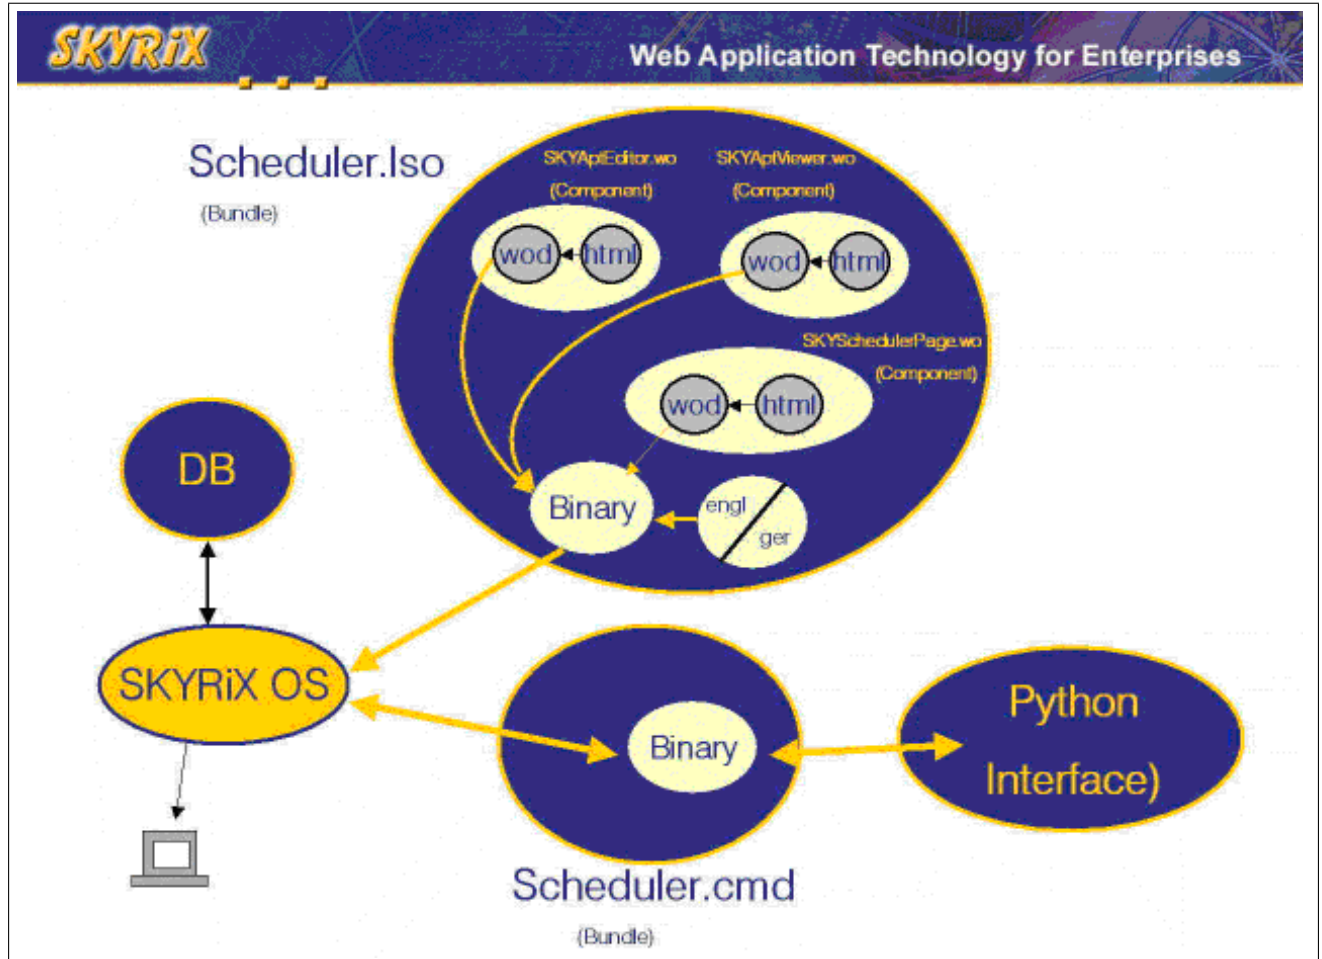 SKYRiX
Web Application Technology for Enterprises
Scheduler.lso
(Bundle)
SKYAptEditor.wo
(Component)
SKYAptViewer.wo
(Component)
wod
html
wod
html
SKYSchedulerPage.wo
(Component)
wod
html
DB
Binary
engl
ger
SKYRiX OS
Binary
Python
Interface)
Scheduler.cmd
(Bundle)